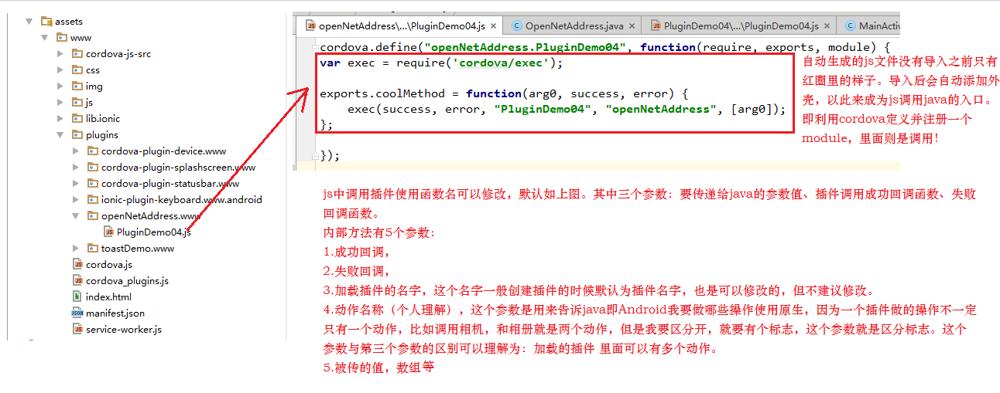 assets
www
cordova-js-src
css
img
js
lib.ionic
plugins
cordova-plugin-device.www
cordova-plugin-splashscreen.www
cordova-plugin-statusbar.www
ionic-plugin-keyboard.www.android
openNetAddress.www
PluginDemo04.js
toastDemo.www
cordova.js
cordova_plugins.js
index.html
manifest.json
service-worker.js
openNetAddress\...\PluginDemo04.js × OpenNetAddress.java × PluginDemo04\...\PluginDemo04.js × MainActiv
cordova.define("openNetAddress.PluginDemo04", function(require, exports, module) {
var exec = require('cordova/exec');
exports.coolMethod = function(arg0, success, error) {
exec(success, error, "PluginDemo04", "openNetAddress", [arg0]);
};
});
自动生成的js文件没有导入之前只有
红圈里的样子。导入后会自动添加外
壳，以此来成为js调用java的入口。
即利用cordova定义并注册一个
module，里面则是调用！
js中调用插件使用函数名可以修改，默认如上图。其中三个参数：要传递给java的参数值、插件调用成功回调函数、失败
回调函数。
内部方法有5个参数：
1.成功回调，
2.失败回调，
3.加载插件的名字，这个名字一般创建插件的时候默认为插件名字，也是可以修改的，但不建议修改。
4.动作名称（个人理解），这个参数是用来告诉java即Android我要做哪些操作使用原生，因为一个插件做的操作不一定
只有一个动作，比如调用相机，和相册就是两个动作，但是我要区分开，就要有个标志，这个参数就是区分标志。这个
参数与第三个参数的区别可以理解为：加载的插件 里面可以有多个动作。
5.被传的值，数组等